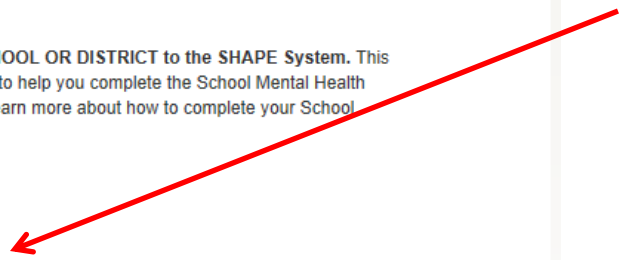 OOL OR DISTRICT to the SHAPE System. This
to help you complete the School Mental Health
arn more about how to complete your School